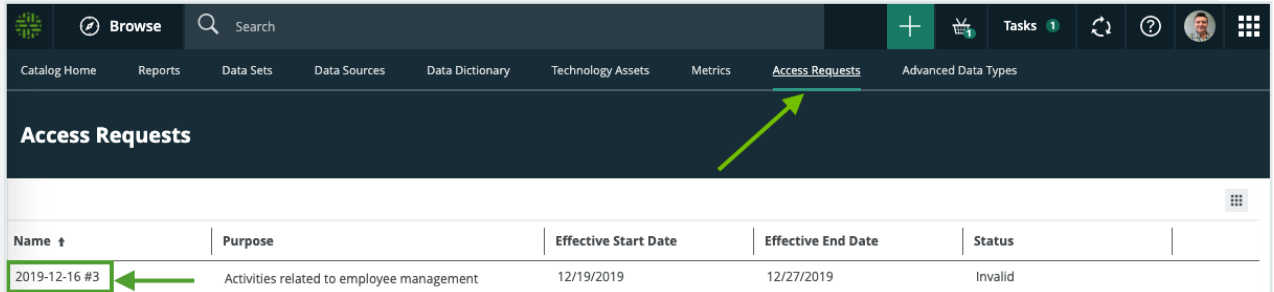 Browse Search 1 Tasks 1
Catalog Home Reports Data Sets Data Sources Data Dictionary Technology Assets Metrics Access Requests Advanced Data Types
Access Requests
Name Purpose Effective Start Date Effective End Date Status
2019-12-16 #3 Activities related to employee management 12/19/2019 12/27/2019 Invalid